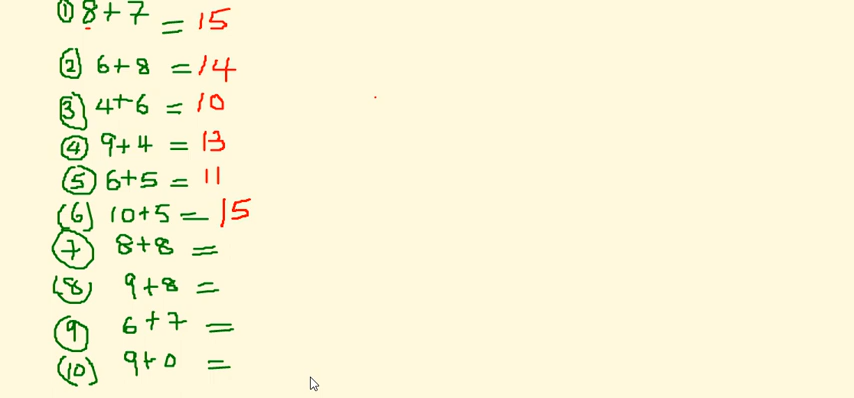 ① 8+7 = 15
② 6+8 = 14
③ 4+6 = 10
④ 9+4 = 13
⑤ 6+5 = 11
(6) 10+5 = 15
⑦ 8+8 =
(8) 9+8 =
⑨ 6+7 =
(10) 9+0 =